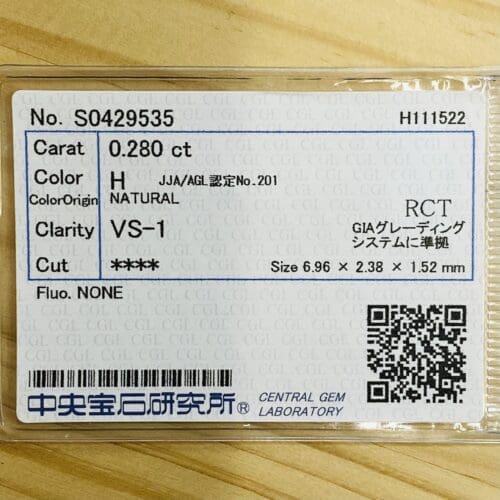 No. S0429535 H111522
Carat 0.280 ct
Color H JJA/AGL認定No.201
ColorOrigin NATURAL
Clarity VS-1 RCT
GIAグレーディング
システムに準拠
Cut **** Size 6.96 × 2.38 × 1.52 mm
Fluo. NONE
中央宝石研究所® CENTRAL GEM
LABORATORY